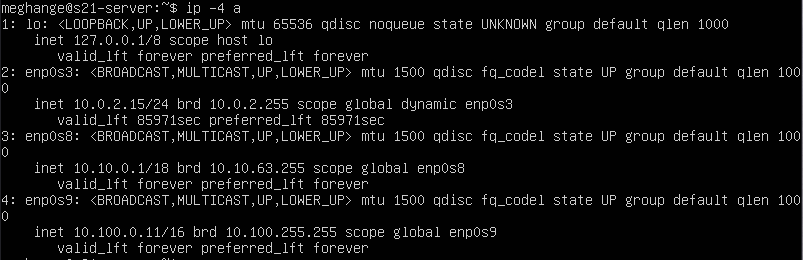 meghange@s21-server:~$ ip -4 a
1: lo: <LOOPBACK,UP,LOWER_UP> mtu 65536 qdisc noqueue state UNKNOWN group default qlen 1000
    inet 127.0.0.1/8 scope host lo
       valid_lft forever preferred_lft forever
2: enp0s3: <BROADCAST,MULTICAST,UP,LOWER_UP> mtu 1500 qdisc fq_codel state UP group default qlen 100
0
    inet 10.0.2.15/24 brd 10.0.2.255 scope global dynamic enp0s3
       valid_lft 85971sec preferred_lft 85971sec
3: enp0s8: <BROADCAST,MULTICAST,UP,LOWER_UP> mtu 1500 qdisc fq_codel state UP group default qlen 100
0
    inet 10.10.0.1/18 brd 10.10.63.255 scope global enp0s8
       valid_lft forever preferred_lft forever
4: enp0s9: <BROADCAST,MULTICAST,UP,LOWER_UP> mtu 1500 qdisc fq_codel state UP group default qlen 100
0
    inet 10.100.0.11/16 brd 10.100.255.255 scope global enp0s9
       valid_lft forever preferred_lft forever